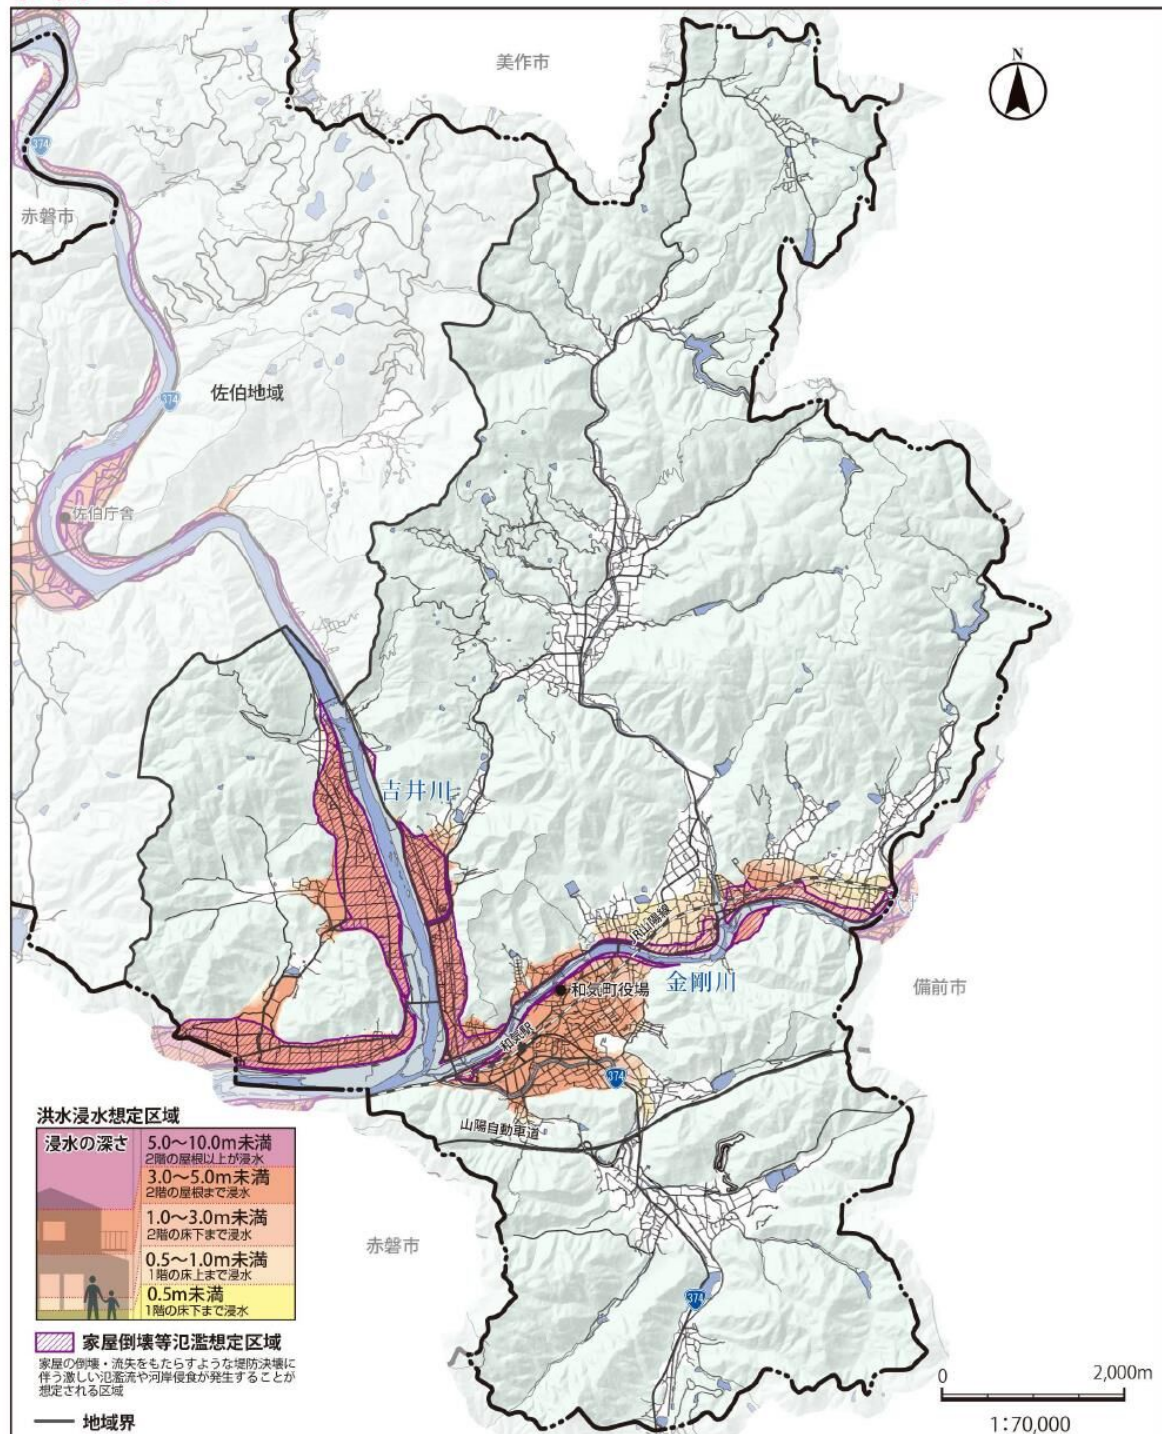 美作市
N
374
赤磐市
374
佐伯地域
佐伯庁舎
吉井川
JR山陽線
金剛川
和気町役場
備前市
和気駅
374
山陽自動車道
赤磐市
374
洪水浸水想定区域
浸水の深さ
5.0～10.0m未満
2階の屋根以上が浸水
3.0～5.0m未満
2階の屋根まで浸水
1.0～3.0m未満
2階の床下まで浸水
0.5～1.0m未満
1階の床上まで浸水
0.5m未満
1階の床下まで浸水
家屋倒壊等氾濫想定区域
家屋の倒壊・流失をもたらすような堤防決壊に
伴う激しい氾濫流や河岸侵食が発生することが
想定される区域
地域界
0 2,000m
1:70,000